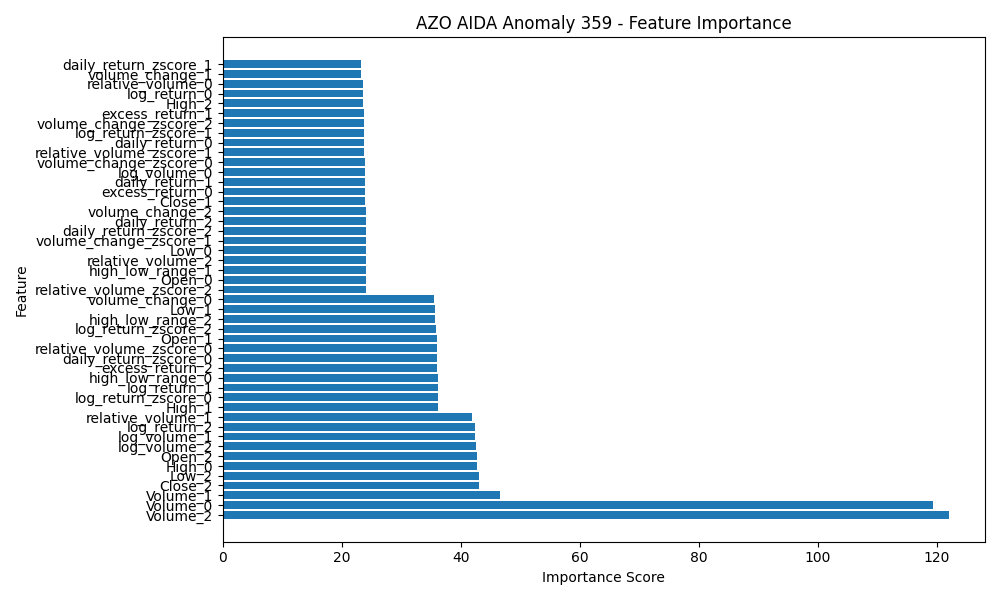 AZO AIDA Anomaly 359 - Feature Importance
daily_return_zscore_1
volume_change_1
relative_volume_0
log_return_0
High_2
excess_return_1
volume_change_zscore_2
log_return_zscore_1
daily_return_0
relative_volume_zscore_1
volume_change_zscore_0
log_volume_0
daily_return_1
excess_return_0
Close_1
volume_change_2
daily_return_2
daily_return_zscore_2
volume_change_zscore_1
Low_0
relative_volume_2
high_low_range_1
Open_0
relative_volume_zscore_2
volume_change_0
Low_1
high_low_range_2
log_return_zscore_2
Open_1
relative_volume_zscore_0
daily_return_zscore_0
excess_return_2
high_low_range_0
log_return_1
log_return_zscore_0
High_1
relative_volume_1
log_return_2
log_volume_1
log_volume_2
Open_2
High_0
Low_2
Close_2
Volume_1
Volume_0
Volume_2
Feature
0 20 40 60 80 100 120
Importance Score